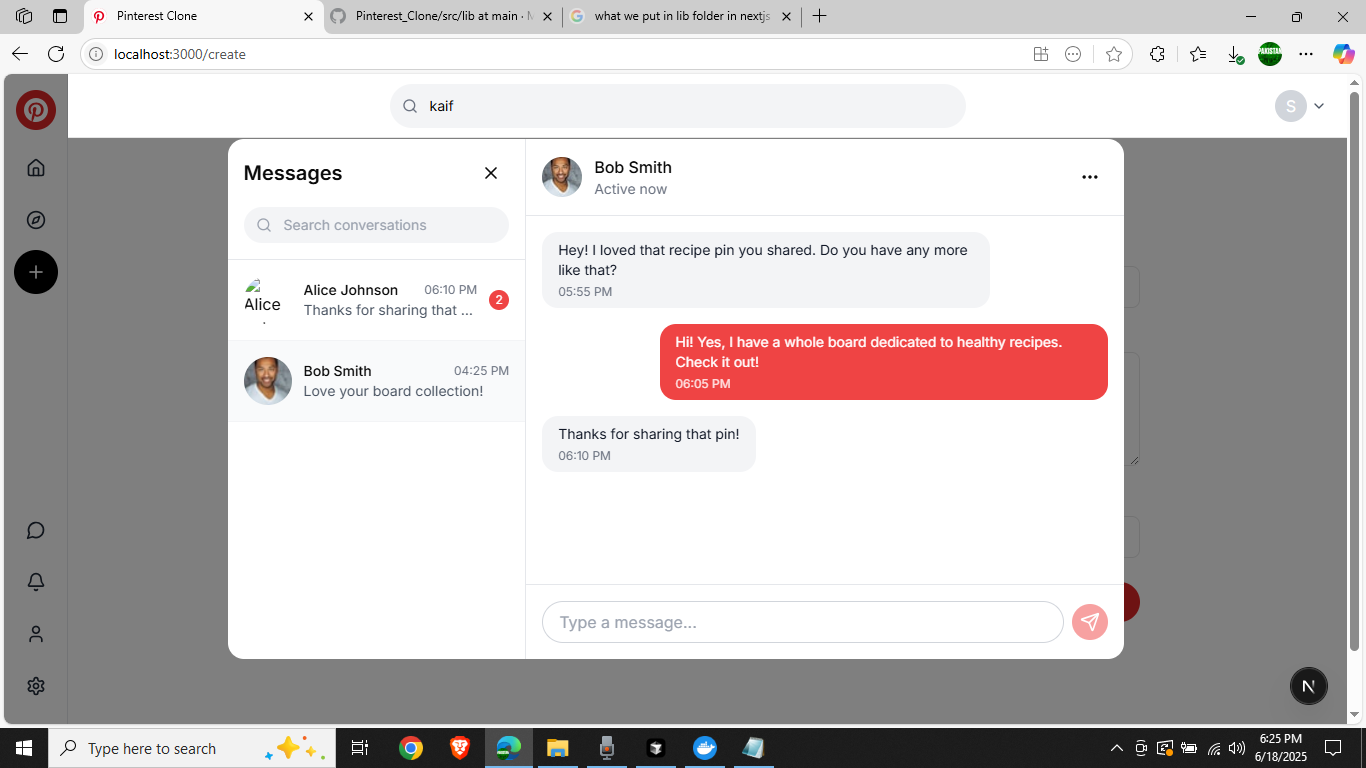 Pinterest Clone
Pinterest_Clone/src/lib at main · M
what we put in lib folder in nextjs
localhost:3000/create
PAKISTAN
kaif
S
Messages
Search conversations
Alice Johnson 06:10 PM
Alice
Thanks for sharing that ...
2
Bob Smith 04:25 PM
Love your board collection!
Bob Smith
Active now
Hey! I loved that recipe pin you shared. Do you have any more
like that?
05:55 PM
Hi! Yes, I have a whole board dedicated to healthy recipes.
Check it out!
06:05 PM
Thanks for sharing that pin!
06:10 PM
Type a message...
N
Type here to search
6:25 PM
6/18/2025